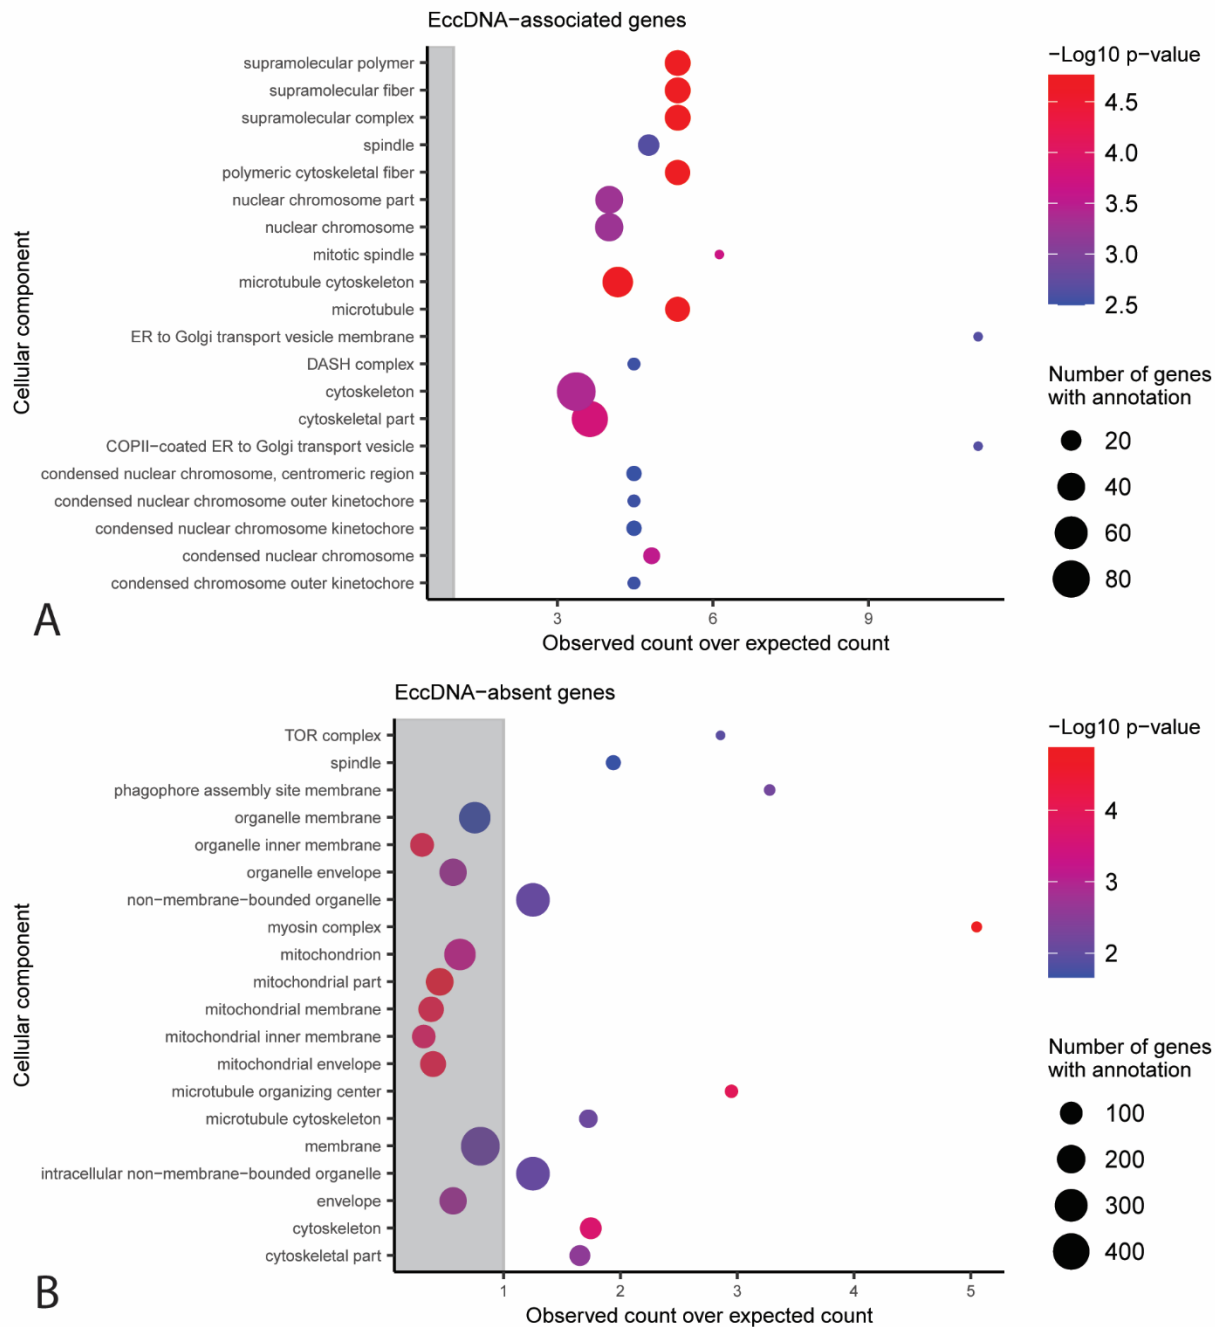 EccDNA−associated genes
Cellular component
supramolecular polymer
supramolecular fiber
supramolecular complex
spindle
polymeric cytoskeletal fiber
nuclear chromosome part
nuclear chromosome
mitotic spindle
microtubule cytoskeleton
microtubule
ER to Golgi transport vesicle membrane
DASH complex
cytoskeleton
cytoskeletal part
COPII−coated ER to Golgi transport vesicle
condensed nuclear chromosome, centromeric region
condensed nuclear chromosome outer kinetochore
condensed nuclear chromosome kinetochore
condensed nuclear chromosome
condensed chromosome outer kinetochore
3 6 9
Observed count over expected count
A
−Log10 p−value
4.5
4.0
3.5
3.0
2.5
Number of genes
with annotation
20
40
60
80
EccDNA−absent genes
Cellular component
TOR complex
spindle
phagophore assembly site membrane
organelle membrane
organelle inner membrane
organelle envelope
non−membrane−bounded organelle
myosin complex
mitochondrion
mitochondrial part
mitochondrial membrane
mitochondrial inner membrane
mitochondrial envelope
microtubule organizing center
microtubule cytoskeleton
membrane
intracellular non−membrane−bounded organelle
envelope
cytoskeleton
cytoskeletal part
1 2 3 4 5
Observed count over expected count
B
−Log10 p−value
4
3
2
Number of genes
with annotation
100
200
300
400